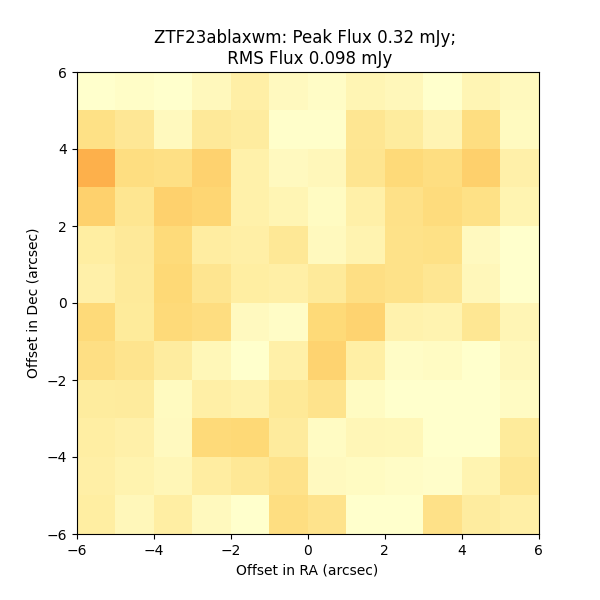 ZTF23ablaxwm: Peak Flux 0.32 mJy;
RMS Flux 0.098 mJy
6
4
2
0
−2
−4
−6
Offset in Dec (arcsec)
−6 −4 −2 0 2 4 6
Offset in RA (arcsec)